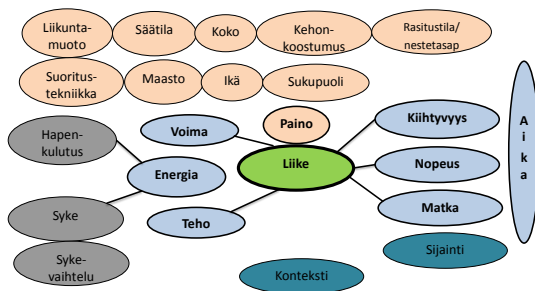 Liikunta-
muoto
Säätila
Koko
Kehon-
koostumus
Rasitustila/
nestetasap
Suoritus-
tekniikka
Maasto
Ikä
Sukupuoli
Hapen-
kulutus
Voima
Paino
Kiihtyvyys
Aika
Energia
Liike
Nopeus
Syke
Teho
Matka
Syke-
vaihtelu
Konteksti
Sijainti